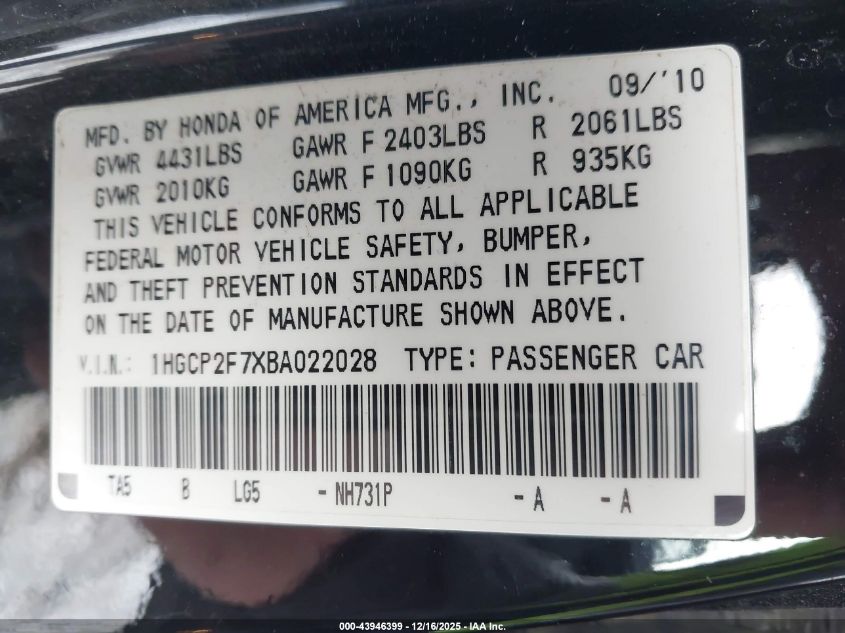 MFD. BY HONDA OF AMERICA MFG., INC. 09/'10
GVWR 4431LBS GAWR F 2403LBS R 2061LBS
GVWR 2010KG GAWR F 1090KG R 935KG
THIS VEHICLE CONFORMS TO ALL APPLICABLE
FEDERAL MOTOR VEHICLE SAFETY, BUMPER,
AND THEFT PREVENTION STANDARDS IN EFFECT
ON THE DATE OF MANUFACTURE SHOWN ABOVE.
V.I.N.: 1HGCP2F7XBA022028 TYPE: PASSENGER CAR
TA5 B LG5 - NH731P - A - A
000-43946399 - 12/16/2025 - IAA Inc.